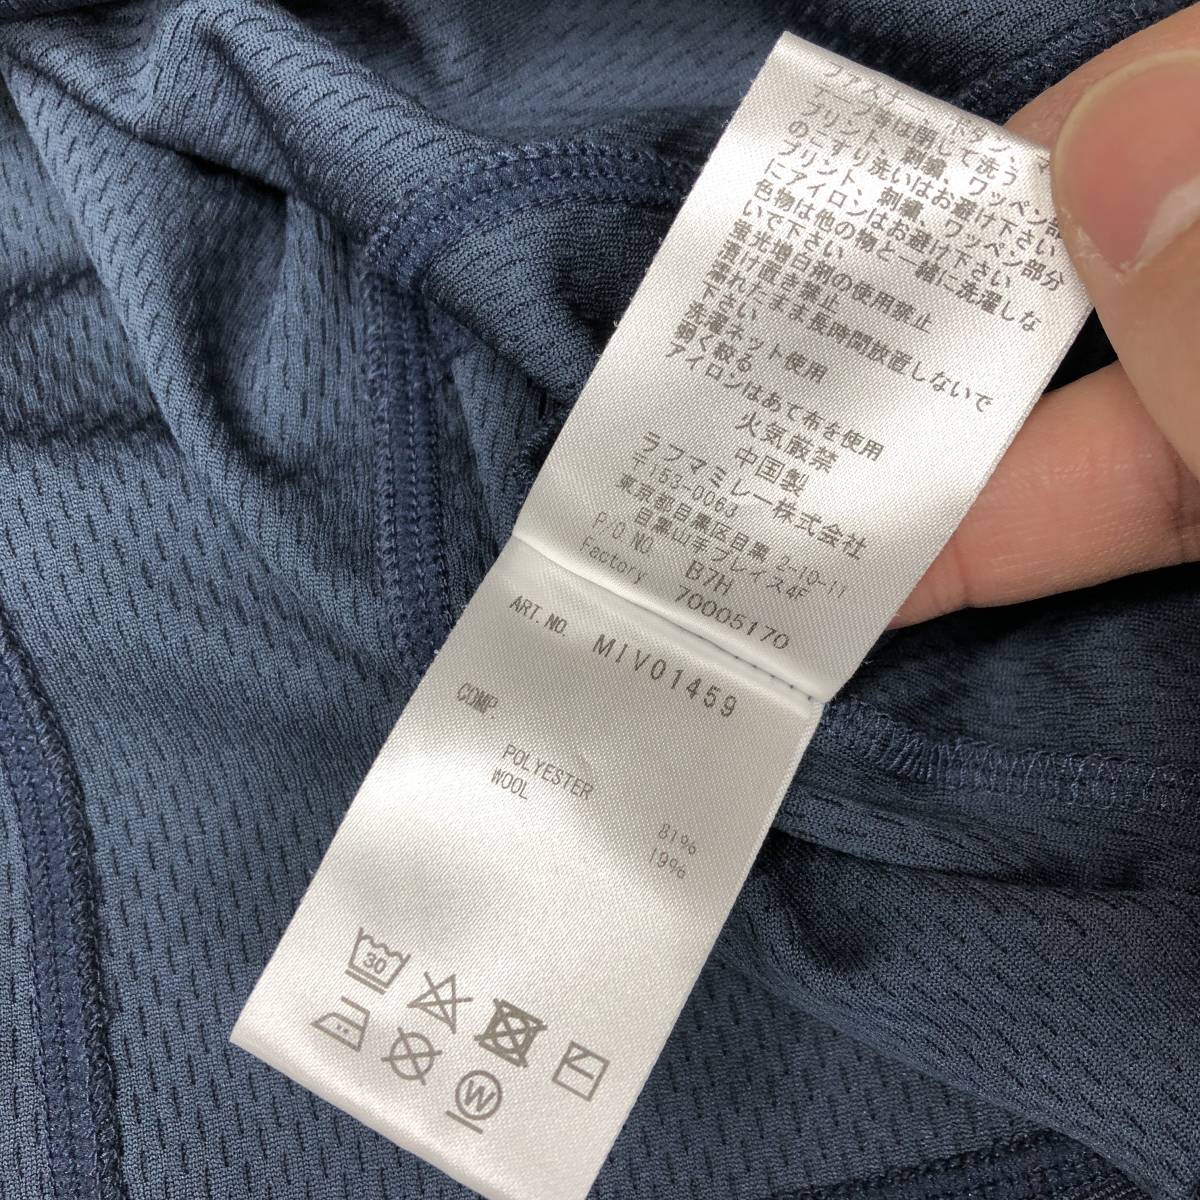 ファスナー、ボタン、マ
テープ等は閉じて洗う
プリント、刺繍、ワッペン部
のこすり洗いはお避け下さい
プリント、刺繍、ワッペン部分
にアイロンはお避け下さい
色物は他の物と一緒に洗濯しな
いで下さい
蛍光増白剤の使用禁止
漬け置き禁止
濡れたまま長時間放置しないで
下さい
洗濯ネット使用
弱く絞る
アイロンはあて布を使用
火気厳禁
中国製
ラフマミレー株式会社
〒153-0063
東京都目黒区目黒 2-10-11
目黒山手プレイス4F
P/O NO B7H
Factory 70005170
ART.NO. MIV01459
COMP.
POLYESTER 81%
WOOL 19%
30
W